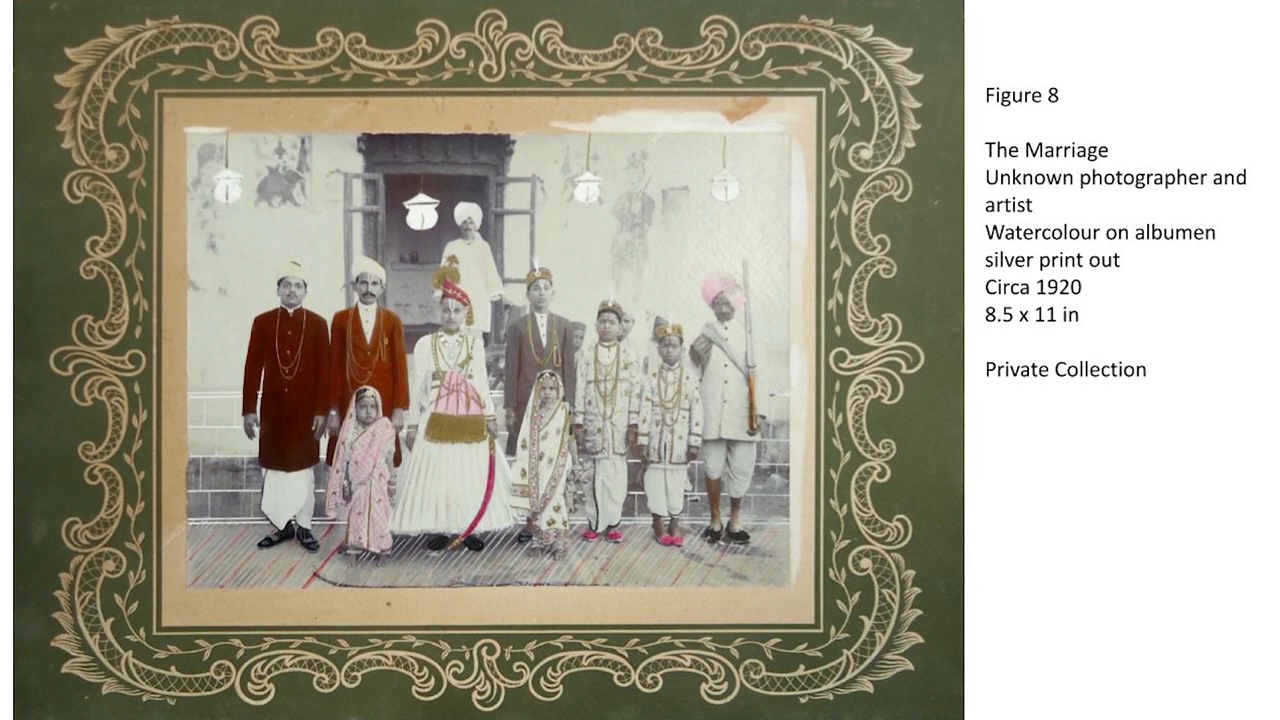 Figure 8
The Marriage
Unknown photographer and
artist
Watercolour on albumen
silver print out
Circa 1920
8.5 x 11 in
Private Collection